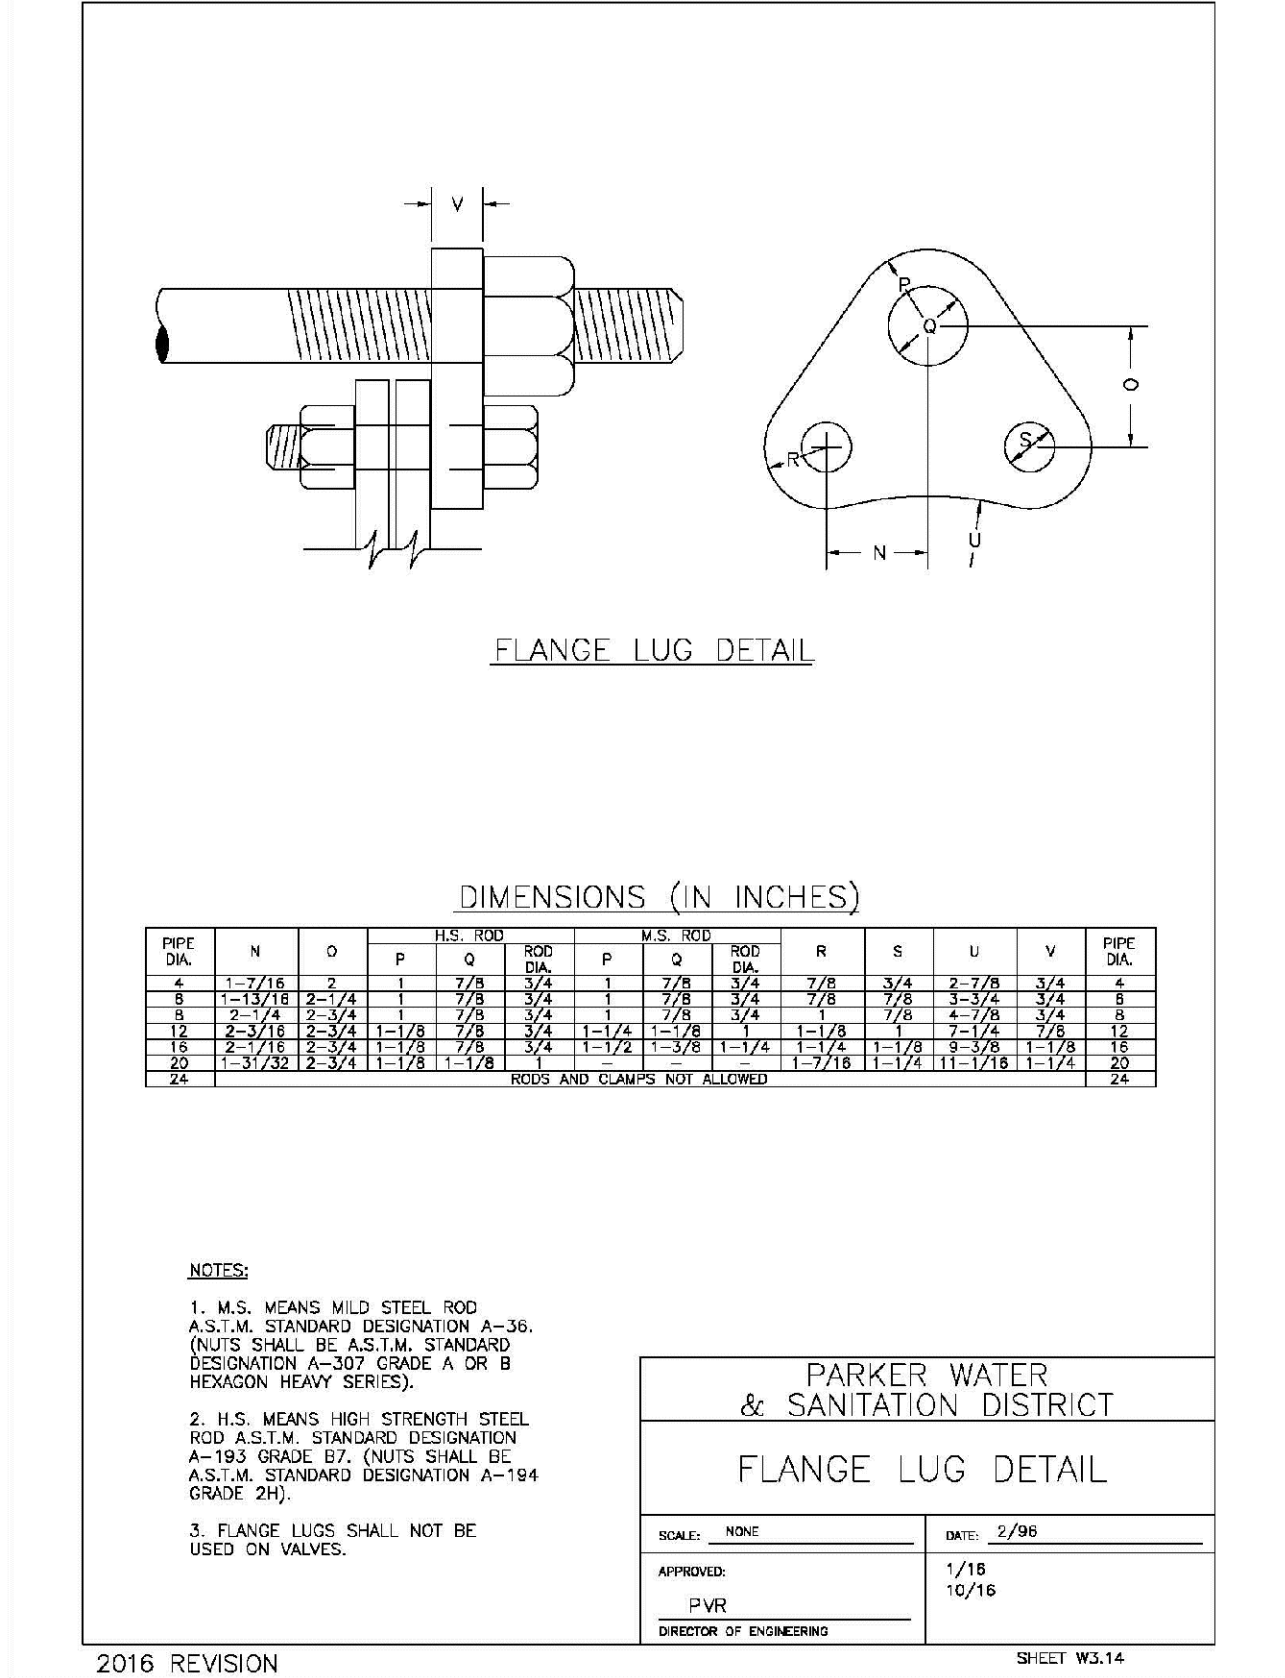 V
P
Q
O
R
S
N
U
FLANGE LUG DETAIL
DIMENSIONS (IN INCHES)
PIPE DIA. N O H.S. ROD M.S. ROD R S U V PIPE DIA.
P Q ROD DIA. P Q ROD DIA.
4 1-7/16 2 1 7/8 3/4 1 7/8 3/4 7/8 3/4 2-7/8 3/4 4
6 1-13/16 2-1/4 1 7/8 3/4 1 7/8 3/4 7/8 7/8 3-3/4 3/4 6
8 2-1/4 2-3/4 1 7/8 3/4 1 7/8 3/4 1 7/8 4-7/8 3/4 8
12 2-3/16 2-3/4 1-1/8 7/8 3/4 1-1/4 1-1/8 1 1-1/8 1 7-1/4 7/8 12
16 2-1/16 2-3/4 1-1/8 7/8 3/4 1-1/2 1-3/8 1-1/4 1-1/4 1-1/8 9-3/8 1-1/8 16
20 1-31/32 2-3/4 1-1/8 1-1/8 1 - - - 1-7/16 1-1/4 11-1/16 1-1/4 20
24 RODS AND CLAMPS NOT ALLOWED 24
NOTES:
1. M.S. MEANS MILD STEEL ROD
A.S.T.M. STANDARD DESIGNATION A-36.
(NUTS SHALL BE A.S.T.M. STANDARD
DESIGNATION A-307 GRADE A OR B
HEXAGON HEAVY SERIES).
2. H.S. MEANS HIGH STRENGTH STEEL
ROD A.S.T.M. STANDARD DESIGNATION
A-193 GRADE B7. (NUTS SHALL BE
A.S.T.M. STANDARD DESIGNATION A-194
GRADE 2H).
3. FLANGE LUGS SHALL NOT BE
USED ON VALVES.
PARKER WATER
& SANITATION DISTRICT
FLANGE LUG DETAIL
SCALE: NONE
DATE: 2/96
APPROVED:
PVR
DIRECTOR OF ENGINEERING
1/16
10/16
2016 REVISION
SHEET W3.14